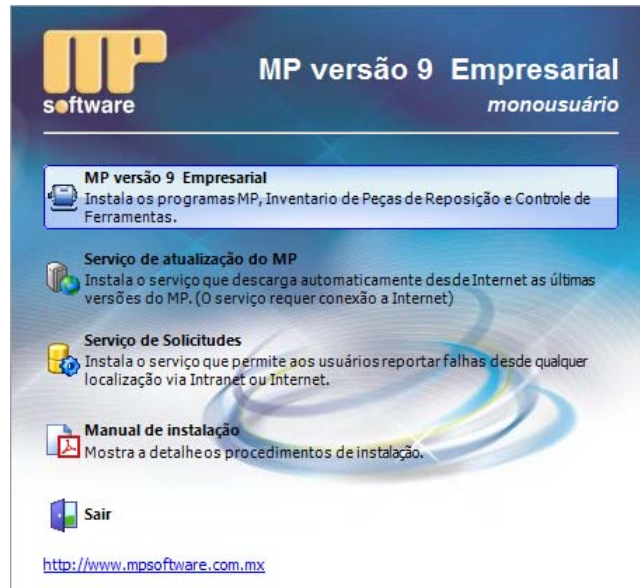 MP
software
MP versão 9 Empresarial
monousuário
MP versão 9 Empresarial
Instala os programas MP, Inventario de Peças de Reposição e Controle de
Ferramentas.
Serviço de atualização do MP
Instala o serviço que descarga automaticamente desde Internet as últimas
versões do MP. (O serviço requer conexão a Internet)
Serviço de Solicitudes
Instala o serviço que permite aos usuários reportar falhas desde qualquer
localização via Intranet ou Internet.
Manual de instalação
Mostra a detalhe os procedimentos de instalação.
Sair
http://www.mpsoftware.com.mx